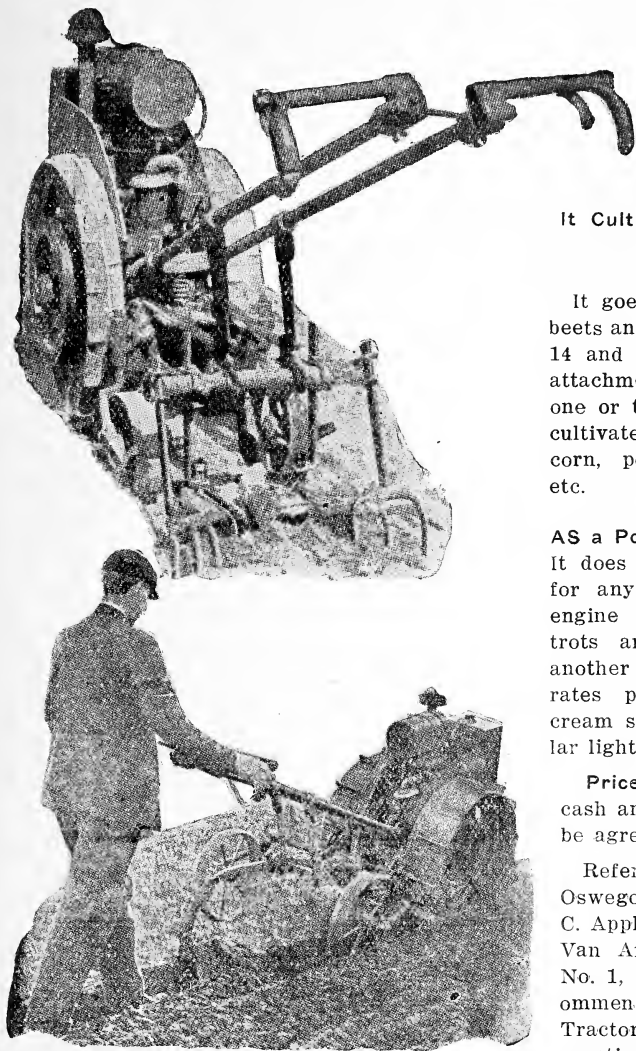 It Cult
It goe
beets an
14 and
attachm
one or t
cultivate
corn, p
etc.
AS a Po
It does
for any
engine
trots ar
another
rates p
cream s
lar light
Price
cash an
be agre
Refer
Oswego
C. Appl
Van A
No. 1,
ommend
Tractor